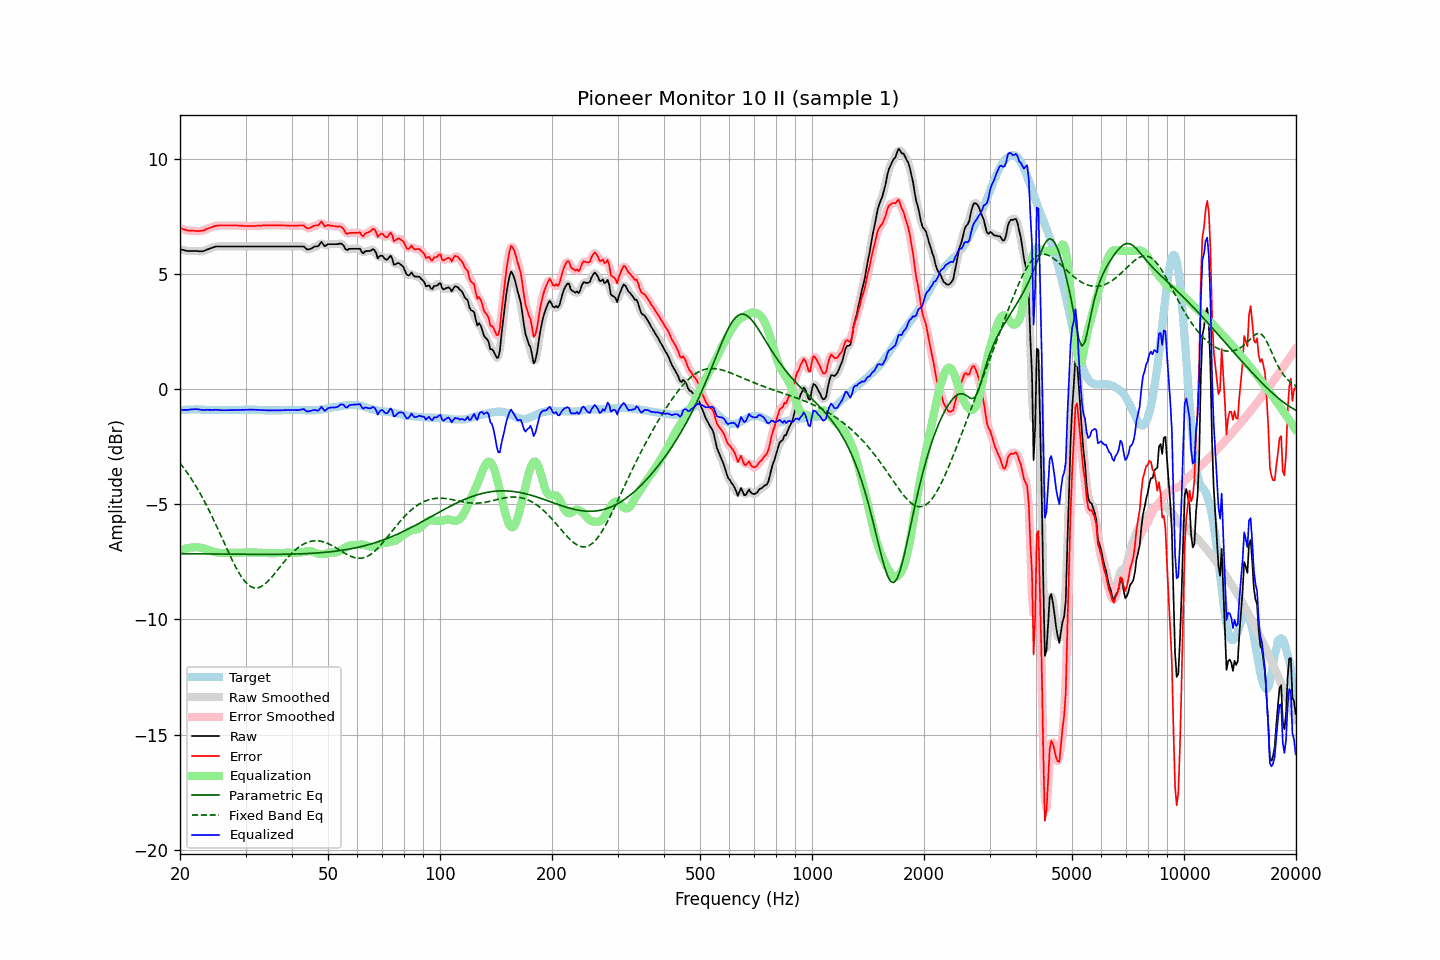 Pioneer Monitor 10 II (sample 1)
Amplitude (dBr)
10
5
0
−5
−10
−15
−20
Target
Raw Smoothed
Error Smoothed
Raw
Error
Equalization
Parametric Eq
Fixed Band Eq
Equalized
20 50 100 200 500 1000 2000 5000 10000 20000
Frequency (Hz)